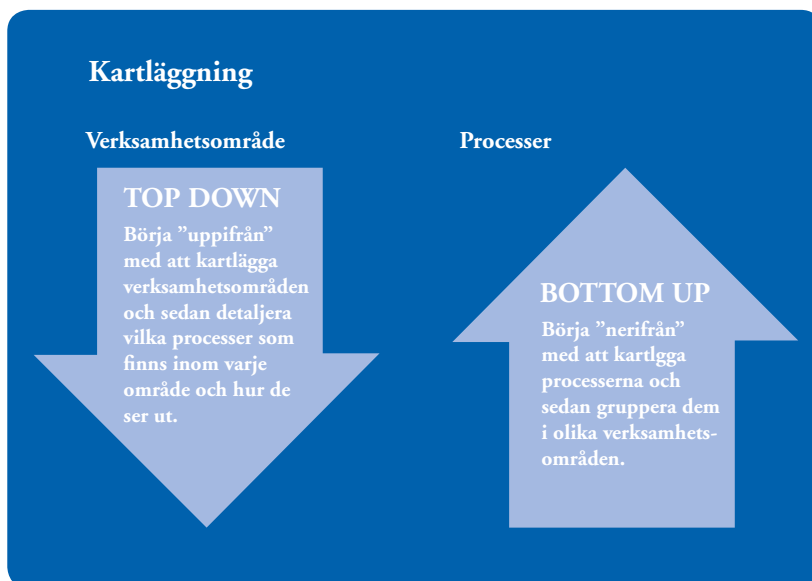 Kartläggning
Verksamhetsområde
TOP DOWN
Börja ”uppifrån”
med att kartlägga
verksamhetsområden
och sedan detaljera
vilka processer som
finns inom varje
område och hur de
ser ut.
Processer
BOTTOM UP
Börja ”nerifrån”
med att kartlgga
processerna och
sedan gruppera dem
i olika verksamhets-
områden.